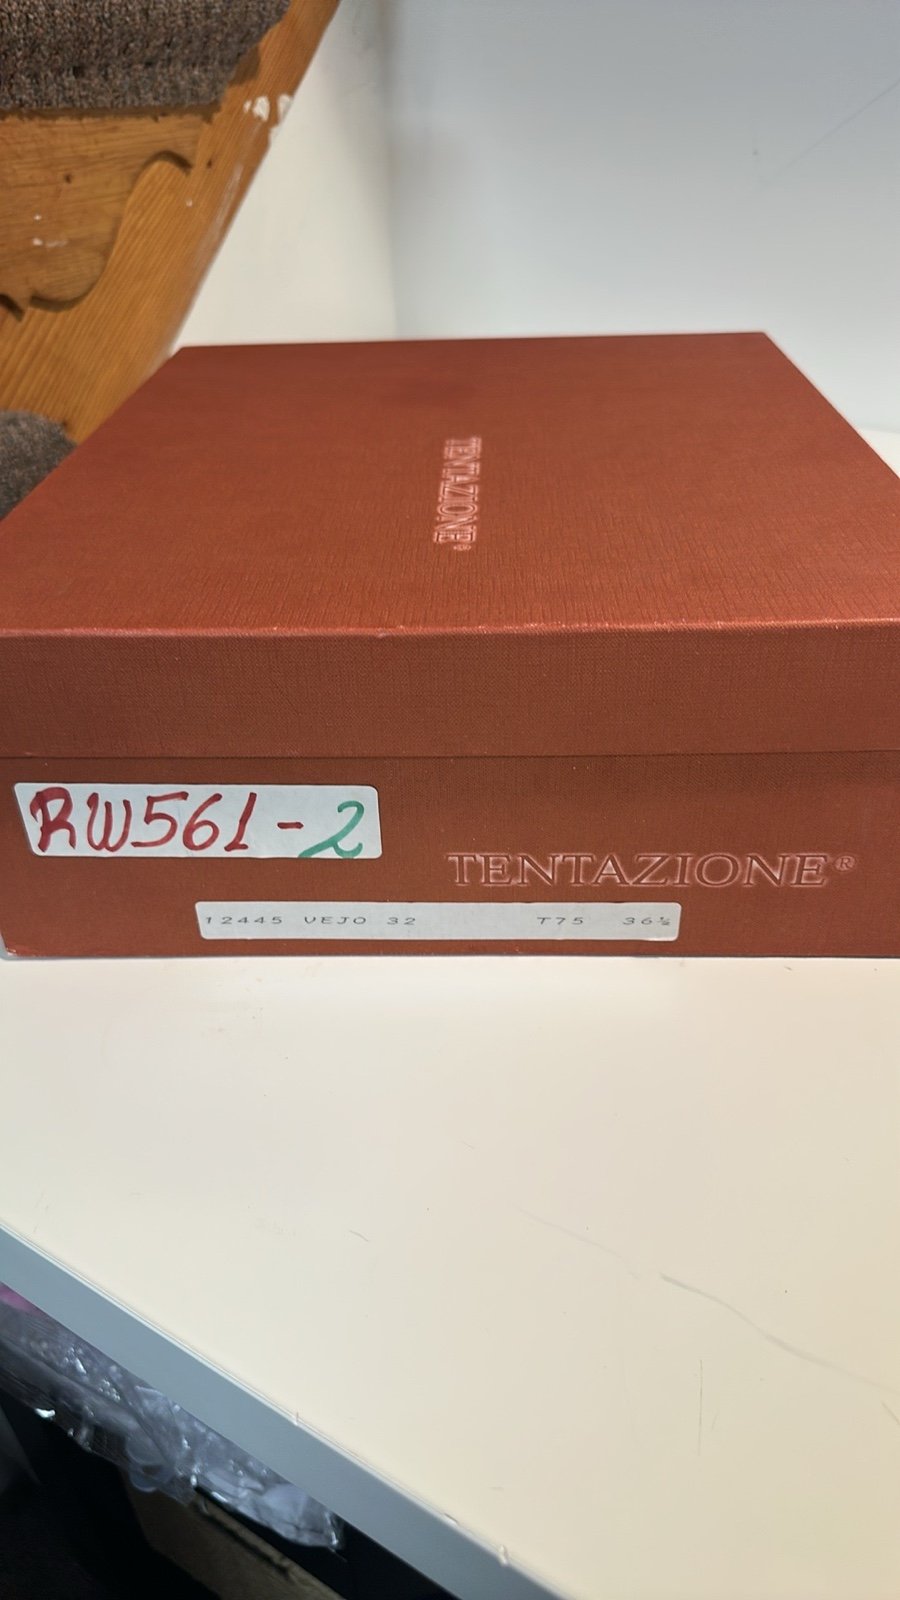 TENTAZIONE®
RW561-2
TENTAZIONE®
12445 VEJO 32 T75 36½